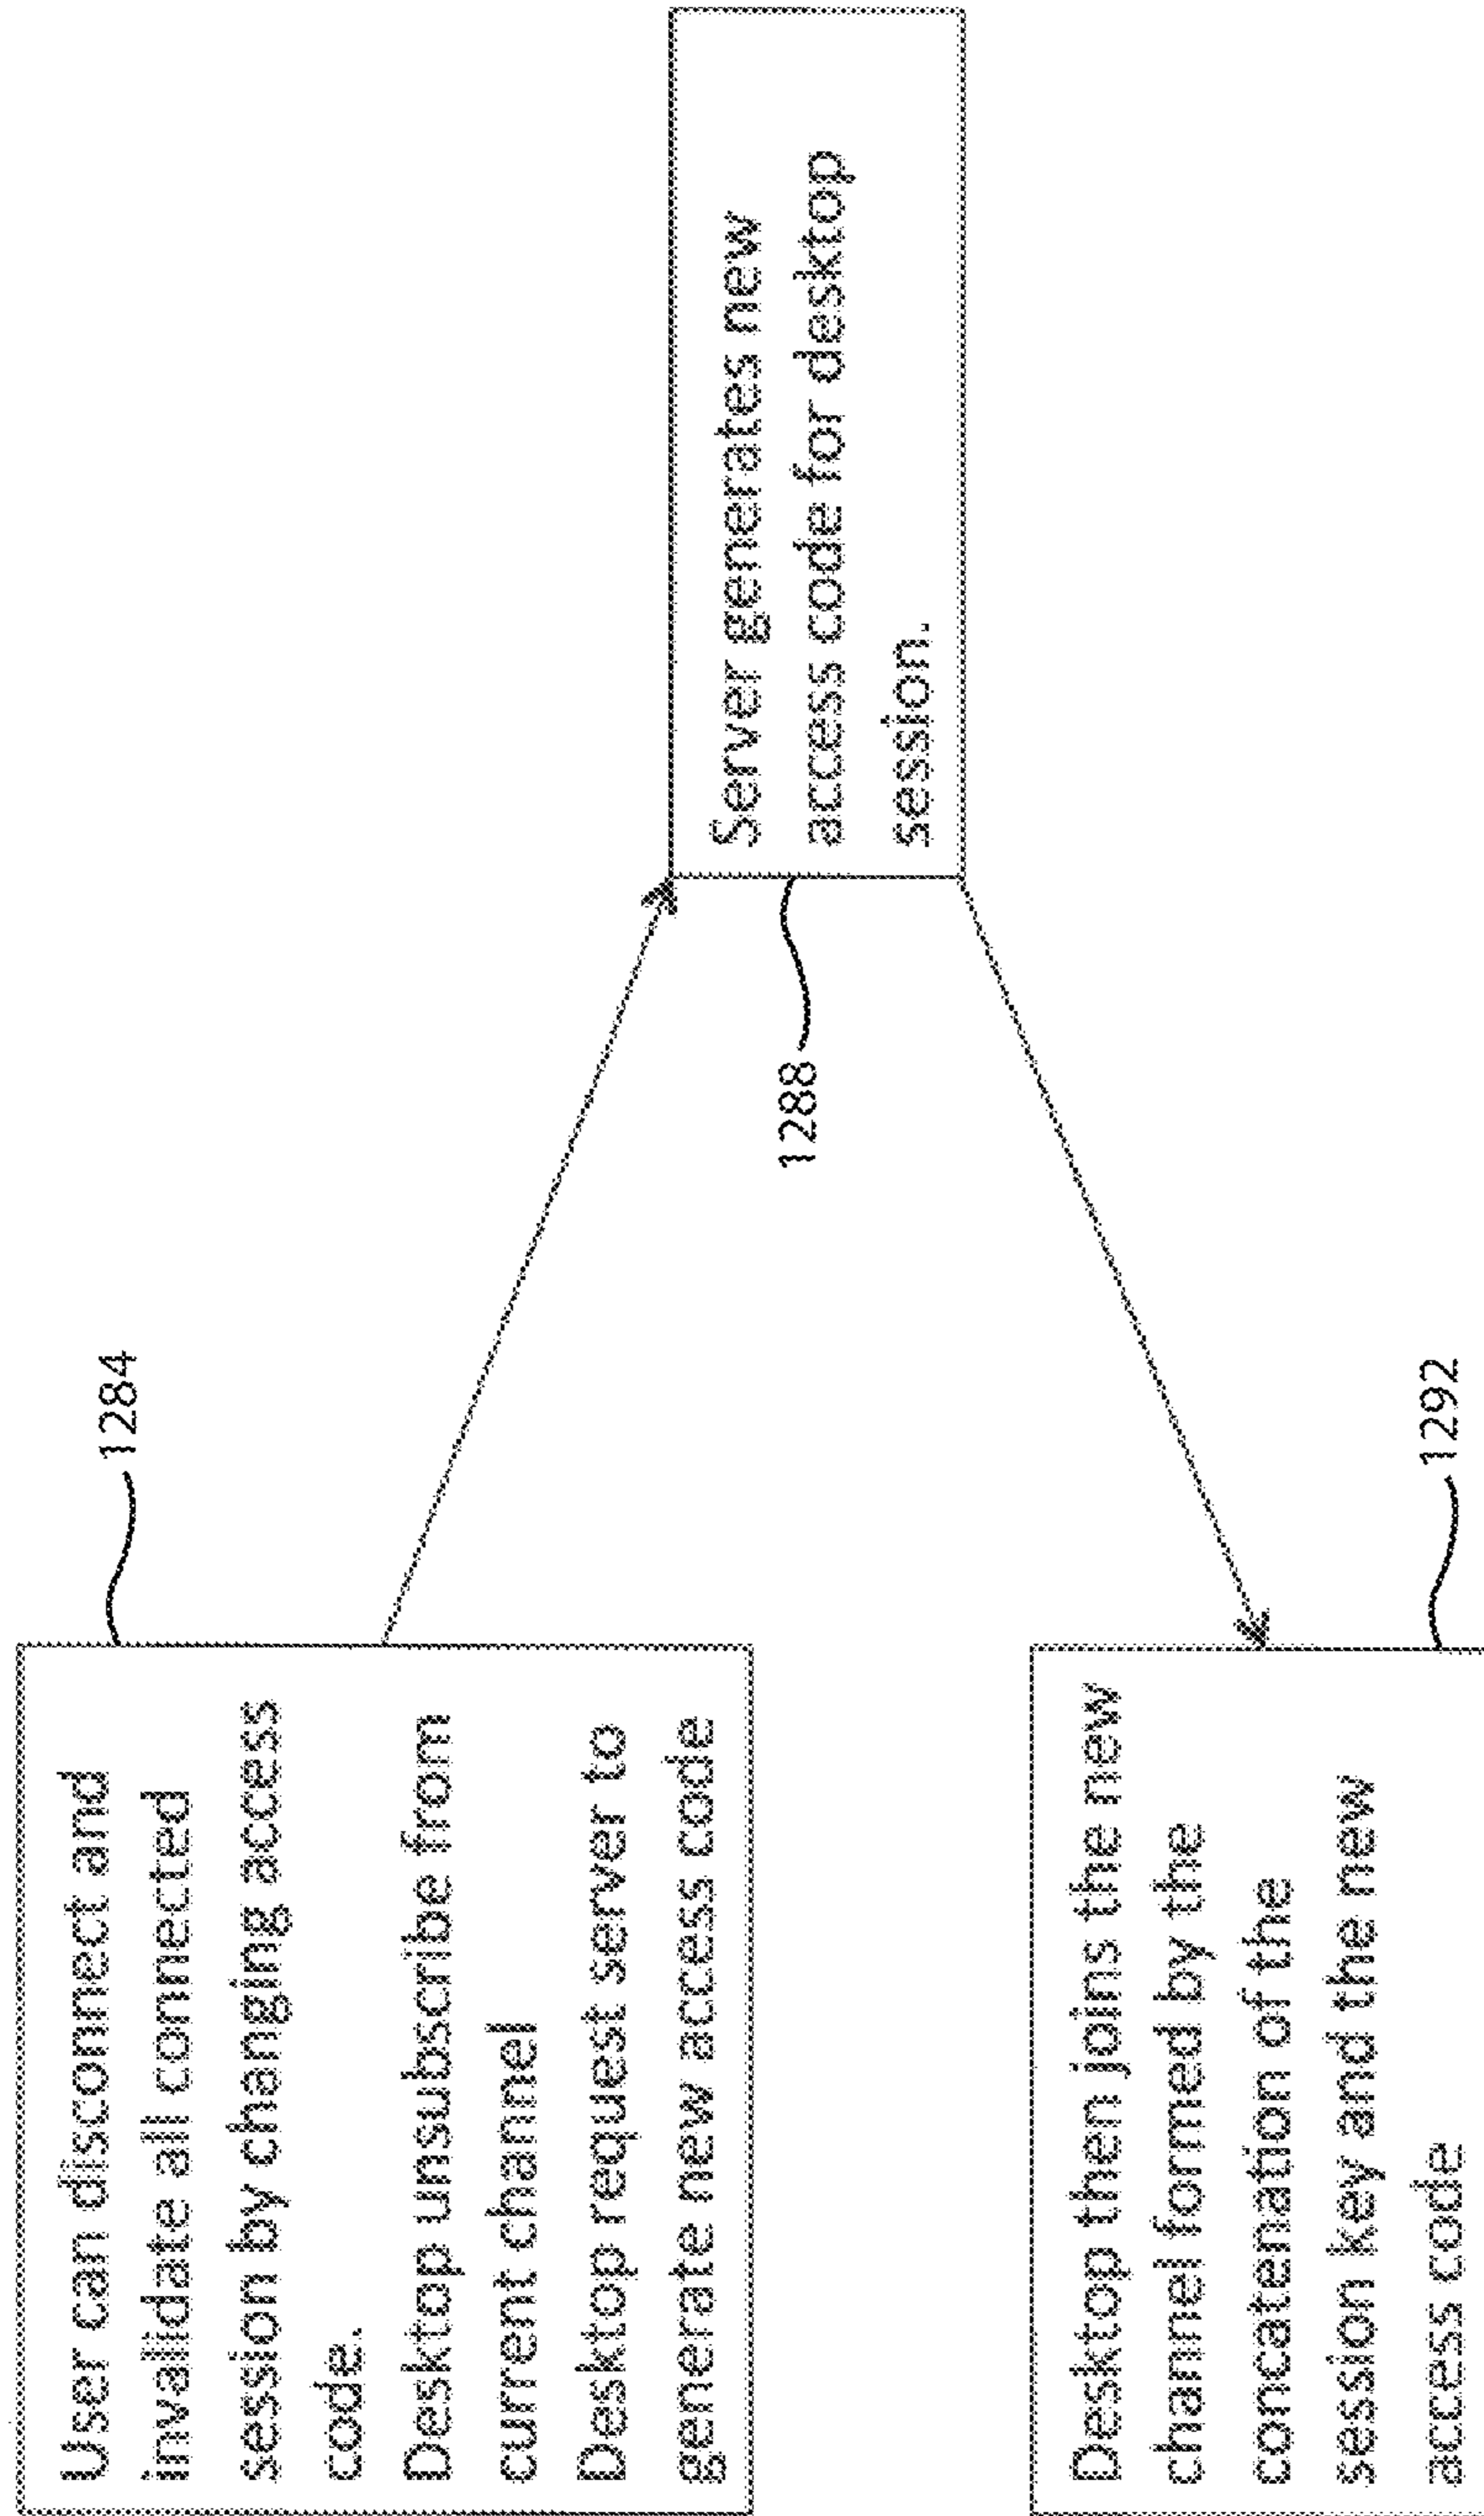 User can disconnect and
invalidate all connected
session by changing access
code.
Desktop unsubscribe from
current channel
Desktop request server to
generate new access code
1284
Server generates new
access code for desktop
session.
1288
Desktop then joins the new
channel formed by the
concatenation of the
session key and the new
access code
1292